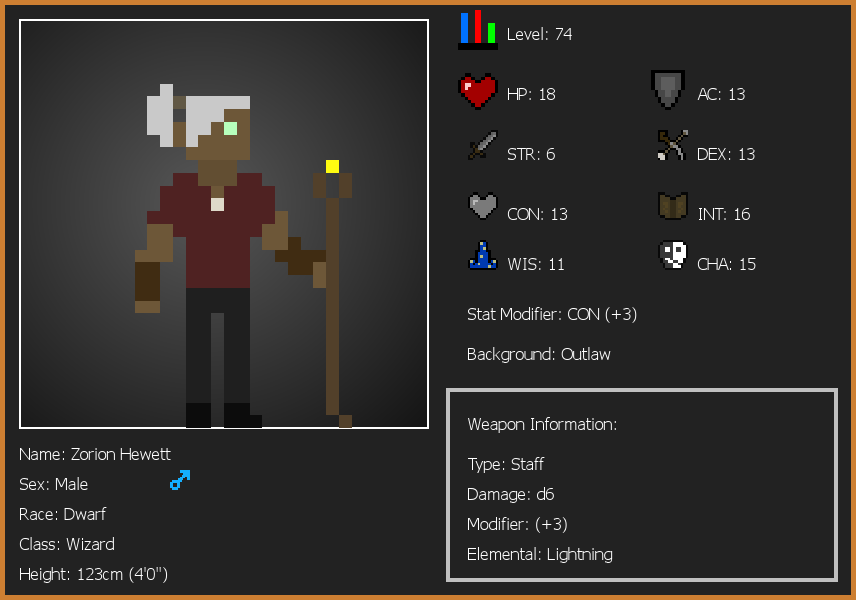 Level: 74
HP: 18
AC: 13
STR: 6
DEX: 13
CON: 13
INT: 16
WIS: 11
CHA: 15
Stat Modifier: CON (+3)
Background: Outlaw
Weapon Information:
Type: Staff
Damage: d6
Modifier: (+3)
Elemental: Lightning
Name: Zorion Hewett
Sex: Male
Race: Dwarf
Class: Wizard
Height: 123cm (4'0")